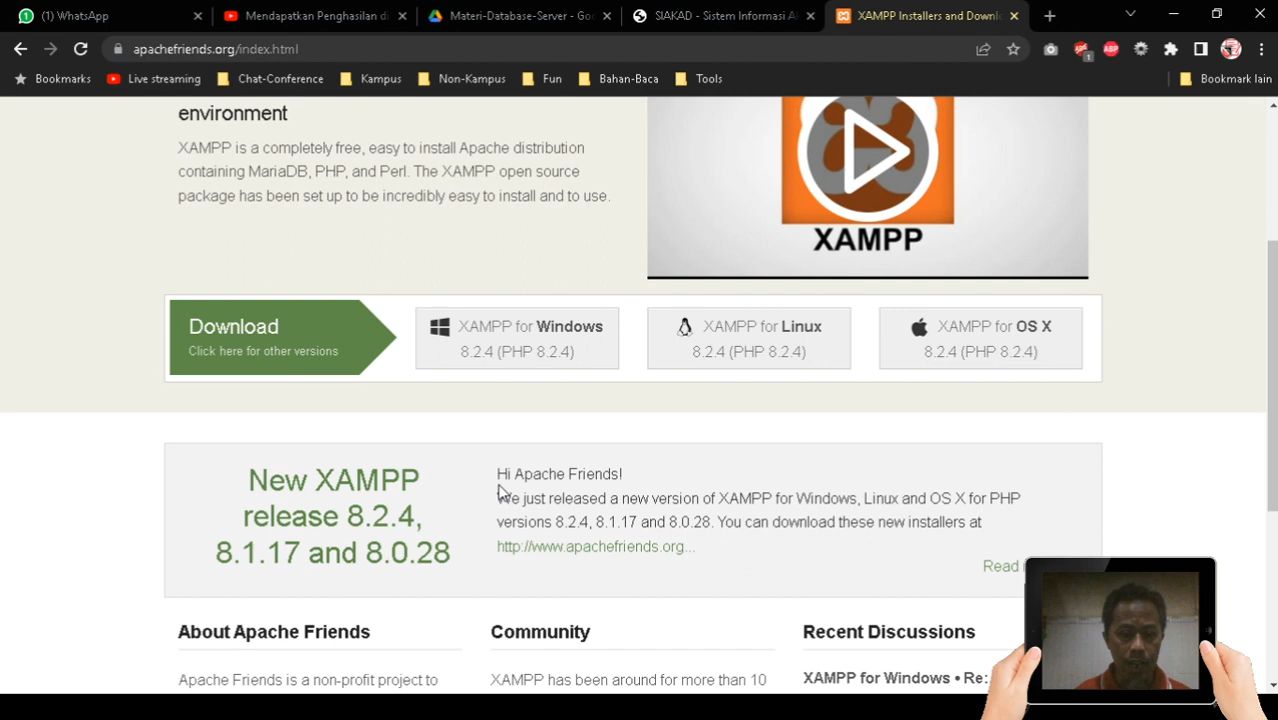 (1) WhatsApp
Mendapatkan Penghasilan di
Materi-Database-Server - Goo
SIAKAD - Sistem Informasi Al
XAMPP Installers and Downl
apachefriends.org/index.html
Bookmarks
Live streaming
Chat-Conference
Kampus
Non-Kampus
Fun
Bahan-Baca
Tools
Bookmark lain
environment
XAMPP is a completely free, easy to install Apache distribution
containing MariaDB, PHP, and Perl. The XAMPP open source
package has been set up to be incredibly easy to install and to use.
XAMPP
Download
Click here for other versions
XAMPP for Windows
8.2.4 (PHP 8.2.4)
XAMPP for Linux
8.2.4 (PHP 8.2.4)
XAMPP for OS X
8.2.4 (PHP 8.2.4)
New XAMPP
release 8.2.4,
8.1.17 and 8.0.28
Hi Apache Friends!
We just released a new version of XAMPP for Windows, Linux and OS X for PHP
versions 8.2.4, 8.1.17 and 8.0.28. You can download these new installers at
http://www.apachefriends.org...
Read
About Apache Friends
Apache Friends is a non-profit project to
Community
XAMPP has been around for more than 10
Recent Discussions
XAMPP for Windows • Re: